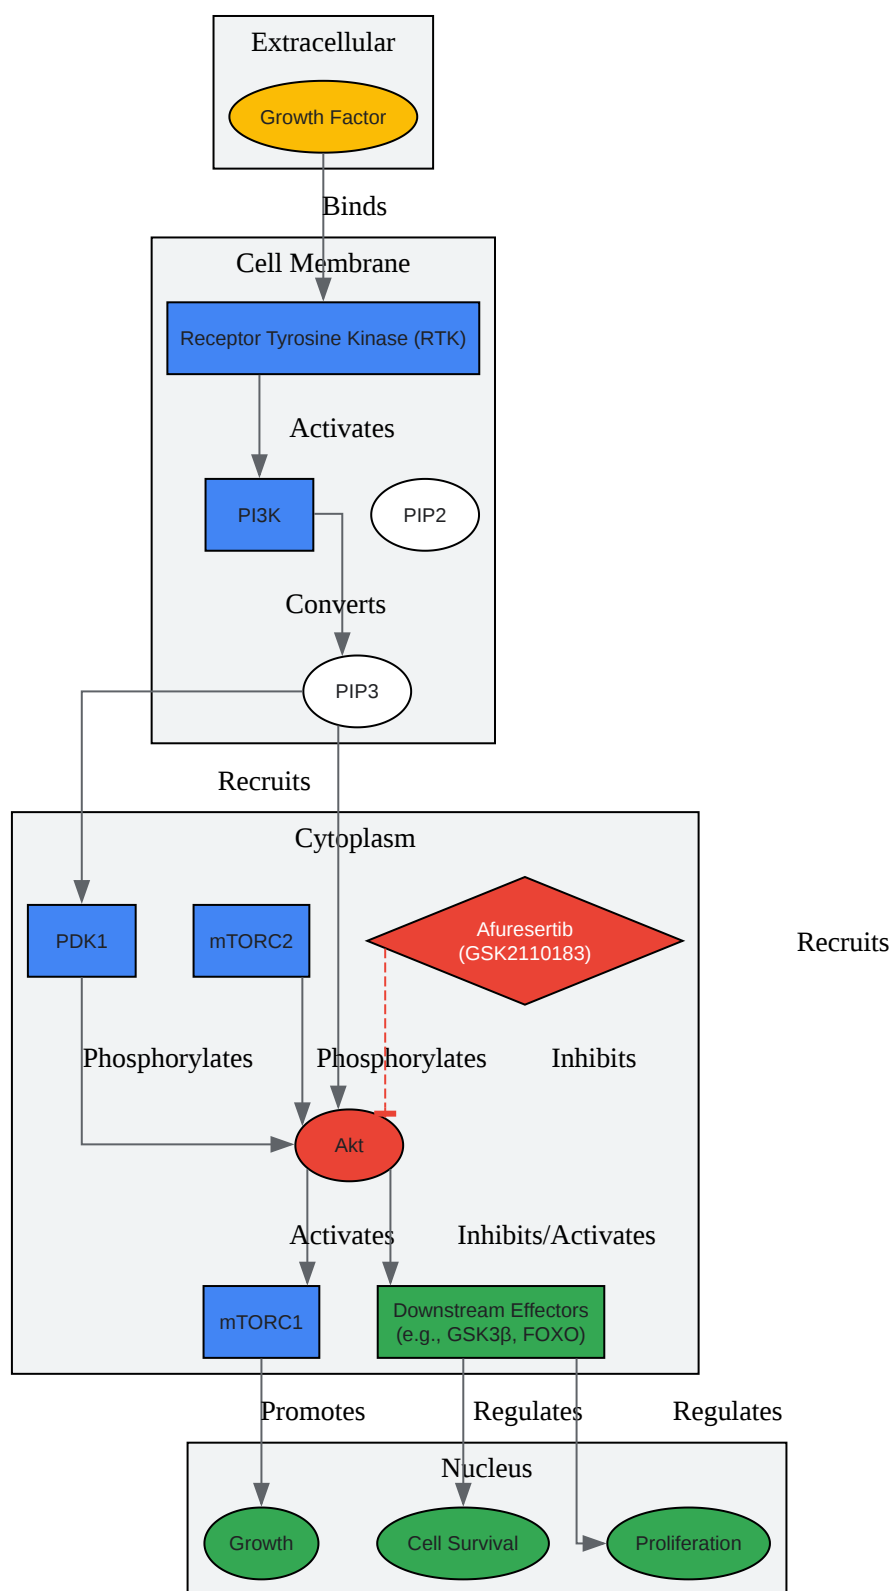 Extracellular
Growth Factor
Binds
Cell Membrane
Receptor Tyrosine Kinase (RTK)
Activates
PI3K
PIP2
Converts
PIP3
Recruits
Cytoplasm
PDK1
mTORC2
Afuresertib
(GSK2110183)
Recruits
Phosphorylates
Phosphorylates
Inhibits
Akt
Activates
Inhibits/Activates
mTORC1
Downstream Effectors
(e.g., GSK3β, FOXO)
Promotes
Regulates
Regulates
Nucleus
Growth
Cell Survival
Proliferation